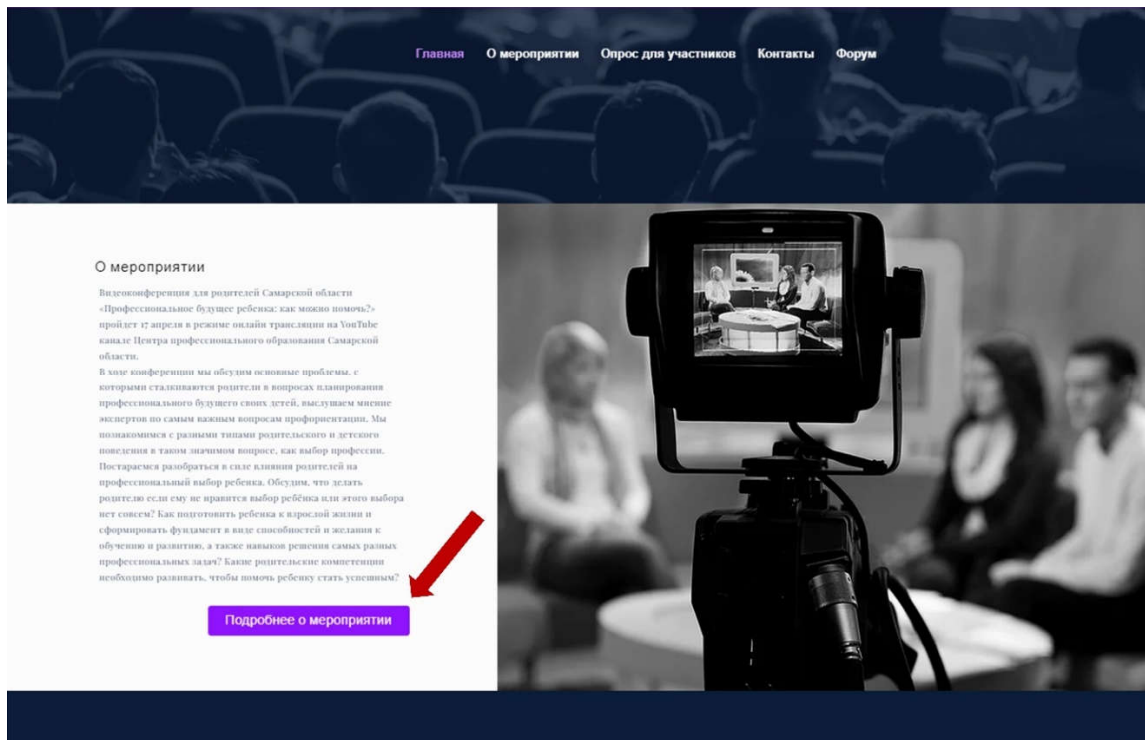 Главная О мероприятии Опрос для участников Контакты Форум
О мероприятии
Видеоконференция для родителей Самарской области
«Профессиональное будущее ребенка: как можно помочь?»
пройдет 17 апреля в режиме онлайн трансляции на YouTube
канале Центра профессионального образования Самарской
области.
В ходе конференции мы обсудим основные проблемы, с
которыми сталкиваются родители в вопросах планирования
профессионального будущего своих детей, выслушаем мнение
экспертов по самым важным вопросам профориентации. Мы
познакомимся с разными типами родительского и детского
поведения в таком значимом вопросе, как выбор профессии.
Постараемся разобраться в силе влияния родителей на
профессиональный выбор ребенка. Обсудим, что делать
родителю если ему не нравится выбор ребёнка или этого выбора
нет совсем? Как подготовить ребенка к взрослой жизни и
сформировать фундамент в виде способностей и желания к
обучению и развитию, а также навыков решения самых разных
профессиональных задач? Какие родительские компетенции
необходимо развивать, чтобы помочь ребенку стать успешным?
Подробнее о мероприятии